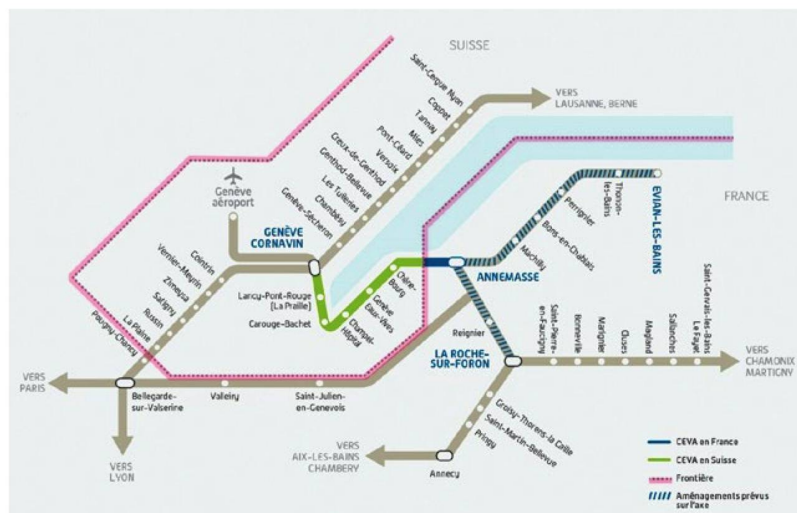 SUISSE
VERS
LAUSANNE, BERNE
Saint-Cergue Nyon
Coppet
Tannay
Mies
Pont-Céard
Versoix
Creux-de-Genthod
Genthod-Bellevue
Les Tuileries
Chambésy
Genève-Sécheron
Genève
aéroport
GENÈVE
CORNAVIN
FRANCE
Cointrin
Vernier-Meyrin
Zimeysa
Satigny
Russin
La Plaine
Pougny-Chancy
Lancy-Pont-Rouge
[La Praille]
Carouge-Bachet
Champel-
Hôpital
Genève
Eaux-Vives
Chêne-
Bourg
ANNEMASSE
Machilly
Bons-en-Chablais
Perrignier
Thonon-
les-Bains
EVIAN-LES-BAINS
Reignier
LA ROCHE-
SUR-FORON
Saint-Pierre-
en-Faucigny
Bonneville
Marignier
Cluses
Magland
Sallanches
Saint-Gervais-les-Bains
Le Fayet
VERS
CHAMONIX
MARTIGNY
VERS
PARIS
Bellegarde-
sur-Valserine
Valleiry
Saint-Julien-
en-Genevois
VERS
LYON
VERS
AIX-LES-BAINS
CHAMBERY
Annecy
Groisy-Thorens-la Caille
Saint-Martin-Bellevue
Pringy
CEVA en France
CEVA en Suisse
Frontière
Aménagements prévus
sur l'axe